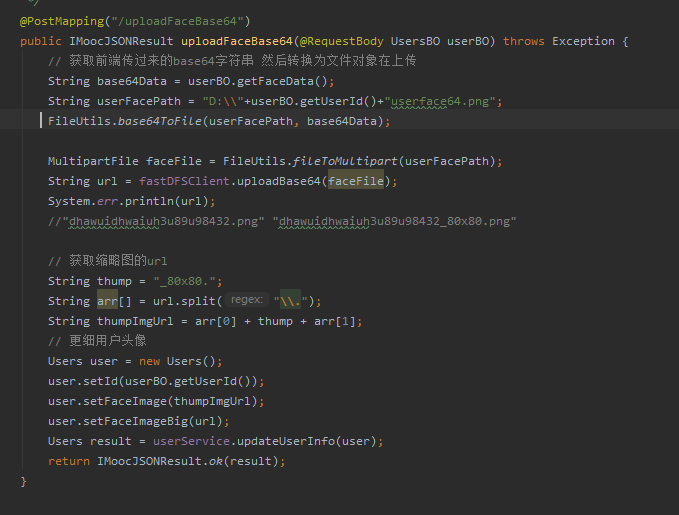 */
@PostMapping("/uploadFaceBase64")
public IMoocJSONResult uploadFaceBase64(@RequestBody UsersBO userBO) throws Exception {
// 获取前端传过来的base64字符串 然后转换为文件对象在上传
String base64Data = userBO.getFaceData();
String userFacePath = "D:\\"+userBO.getUserId()+"userface64.png";
FileUtils.base64ToFile(userFacePath, base64Data);
MultipartFile faceFile = FileUtils.fileToMultipart(userFacePath);
String url = fastDFSClient.uploadBase64(faceFile);
System.err.println(url);
//"dhawuidhwaiuh3u89u98432.png" "dhawuidhwaiuh3u89u98432_80x80.png"
// 获取缩略图的url
String thump = "_80x80.";
String arr[] = url.split( regex: "\\.");
String thumpImgUrl = arr[0] + thump + arr[1];
// 更细用户头像
Users user = new Users();
user.setId(userBO.getUserId());
user.setFaceImage(thumpImgUrl);
user.setFaceImageBig(url);
Users result = userService.updateUserInfo(user);
return IMoocJSONResult.ok(result);
}